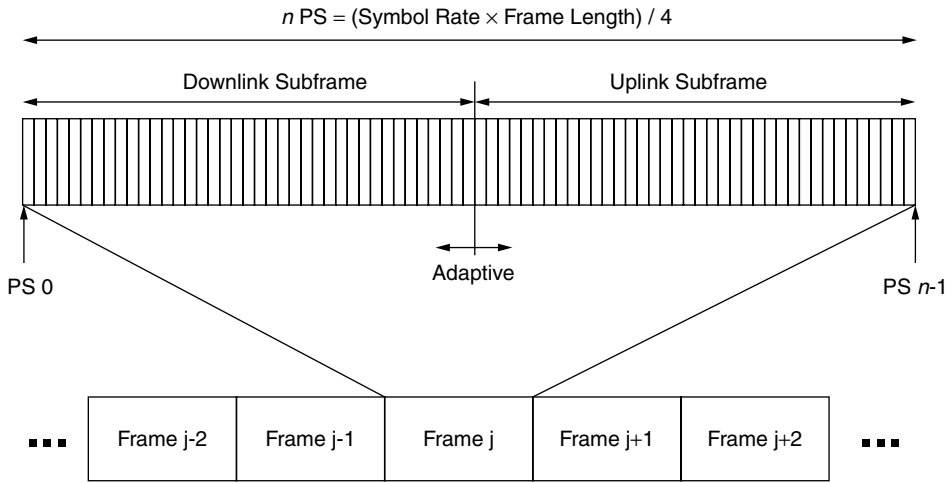 n PS = (Symbol Rate × Frame Length) / 4
Downlink Subframe
Uplink Subframe
Adaptive
PS 0
PS n-1
Frame j-2
Frame j-1
Frame j
Frame j+1
Frame j+2